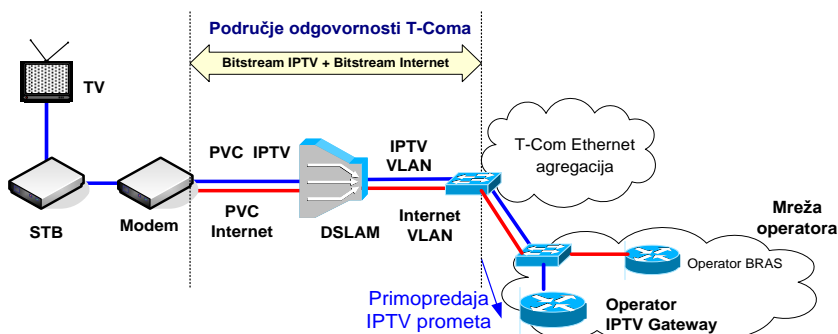 Područje odgovornosti T-Coma
Bitstream IPTV + Bitstream Internet
TV
PVC IPTV
IPTV
VLAN
T-Com Ethernet
agregacija
STB
Modem
PVC
Internet
DSLAM
Internet
VLAN
Mreža
operatora
Operator BRAS
Primopredaja
IPTV prometa
Operator
IPTV Gateway